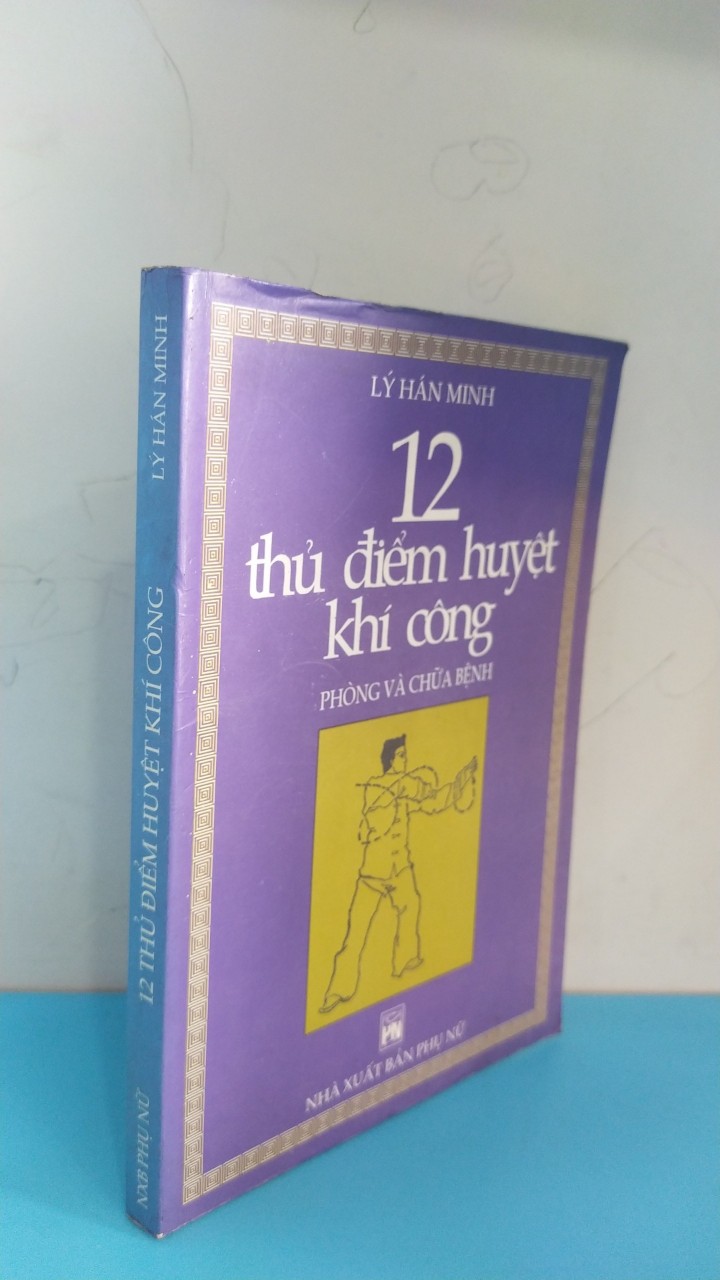 LÝ HÁN MINH
12
thủ điểm huyệt
khí công
PHÒNG VÀ CHỮA BỆNH
PN
NHÀ XUẤT BẢN PHỤ NỮ
LÝ HÁN MINH
12 THỦ ĐIỂM HUYỆT KHÍ CÔNG
NXB PHỤ NỮ